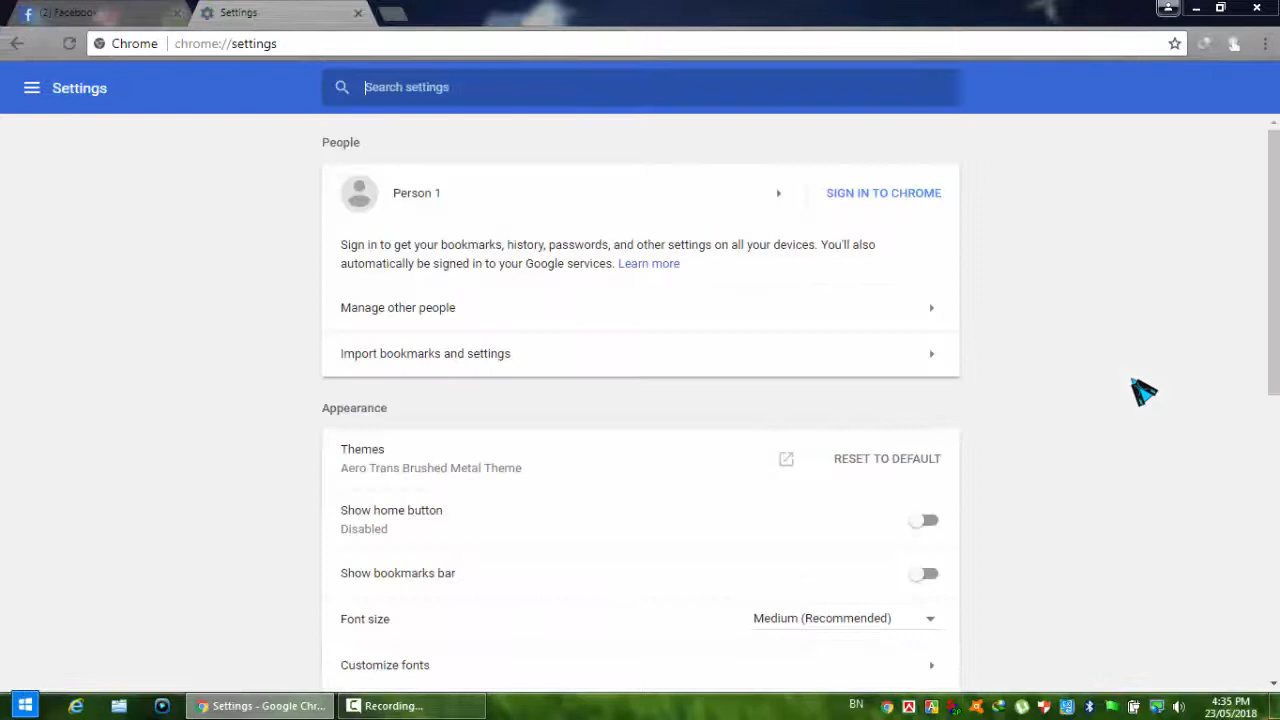 (2) Facebook
Settings
Chrome
chrome://settings
Settings
Search settings
People
Person 1
SIGN IN TO CHROME
Sign in to get your bookmarks, history, passwords, and other settings on all your devices. You'll also
automatically be signed in to your Google services. Learn more
Manage other people
Import bookmarks and settings
Appearance
Themes
Aero Trans Brushed Metal Theme
RESET TO DEFAULT
Show home button
Disabled
Show bookmarks bar
Font size
Medium (Recommended)
Customize fonts
Settings - Google Chr...
Recording...
BN
4:35 PM
23/05/2018